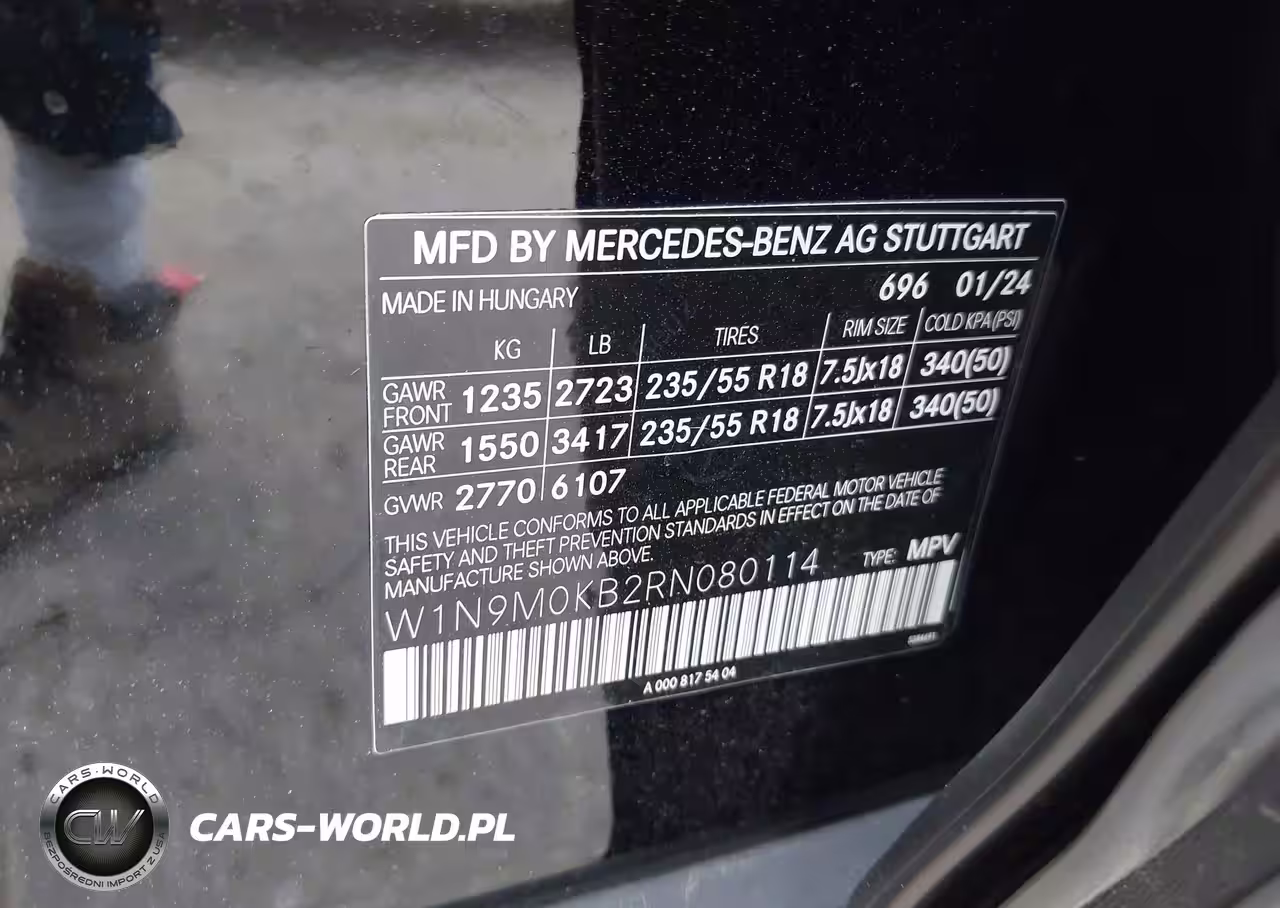 MFD BY MERCEDES-BENZ AG STUTTGART
MADE IN HUNGARY 696 01/24
KG LB TIRES RIM SIZE COLD KPA(PSI)
GAWR FRONT 1235 2723 235/55 R18 7.5Jx18 340(50)
GAWR REAR 1550 3417 235/55 R18 7.5Jx18 340(50)
GVWR 2770 6107
THIS VEHICLE CONFORMS TO ALL APPLICABLE FEDERAL MOTOR VEHICLE
SAFETY AND THEFT PREVENTION STANDARDS IN EFFECT ON THE DATE OF
MANUFACTURE SHOWN ABOVE.
W1N9M0KB2RN080114 TYPE: MPV
A 000 817 54 04
CARS-WORLD
CW
BEZPOŚREDNI IMPORT Z USA
CARS-WORLD.PL